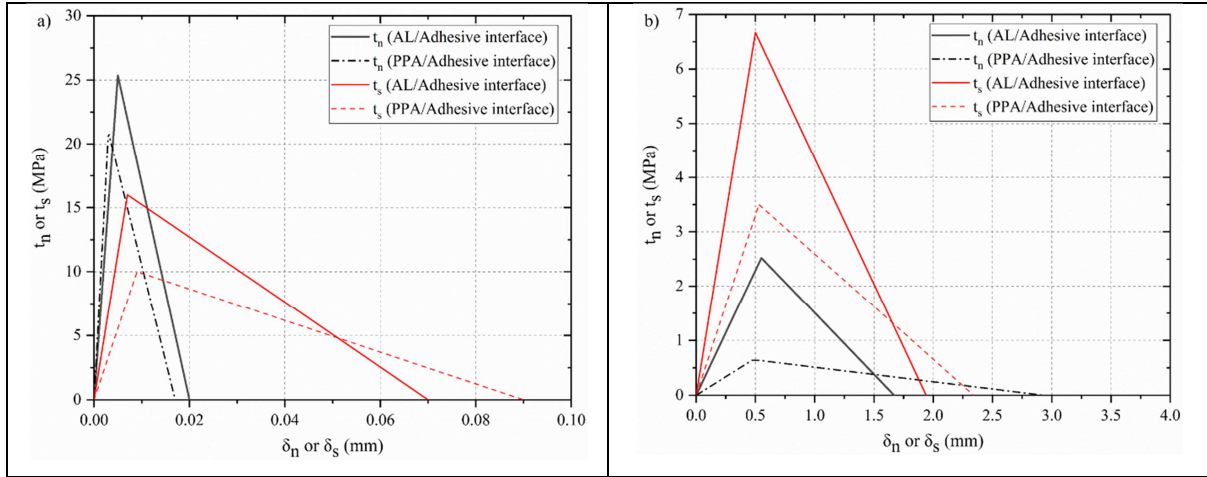 a)
30
25
20
15
10
5
0
t_n or t_s (MPa)
t_n (AL/Adhesive interface)
t_n (PPA/Adhesive interface)
t_s (AL/Adhesive interface)
t_s (PPA/Adhesive interface)
0.00 0.02 0.04 0.06 0.08 0.10
δ_n or δ_s (mm)
b)
7
6
5
4
3
2
1
0
t_n or t_s (MPa)
t_n (AL/Adhesive interface)
t_n (PPA/Adhesive interface)
t_s (AL/Adhesive interface)
t_s (PPA/Adhesive interface)
0.0 0.5 1.0 1.5 2.0 2.5 3.0 3.5 4.0
δ_n or δ_s (mm)